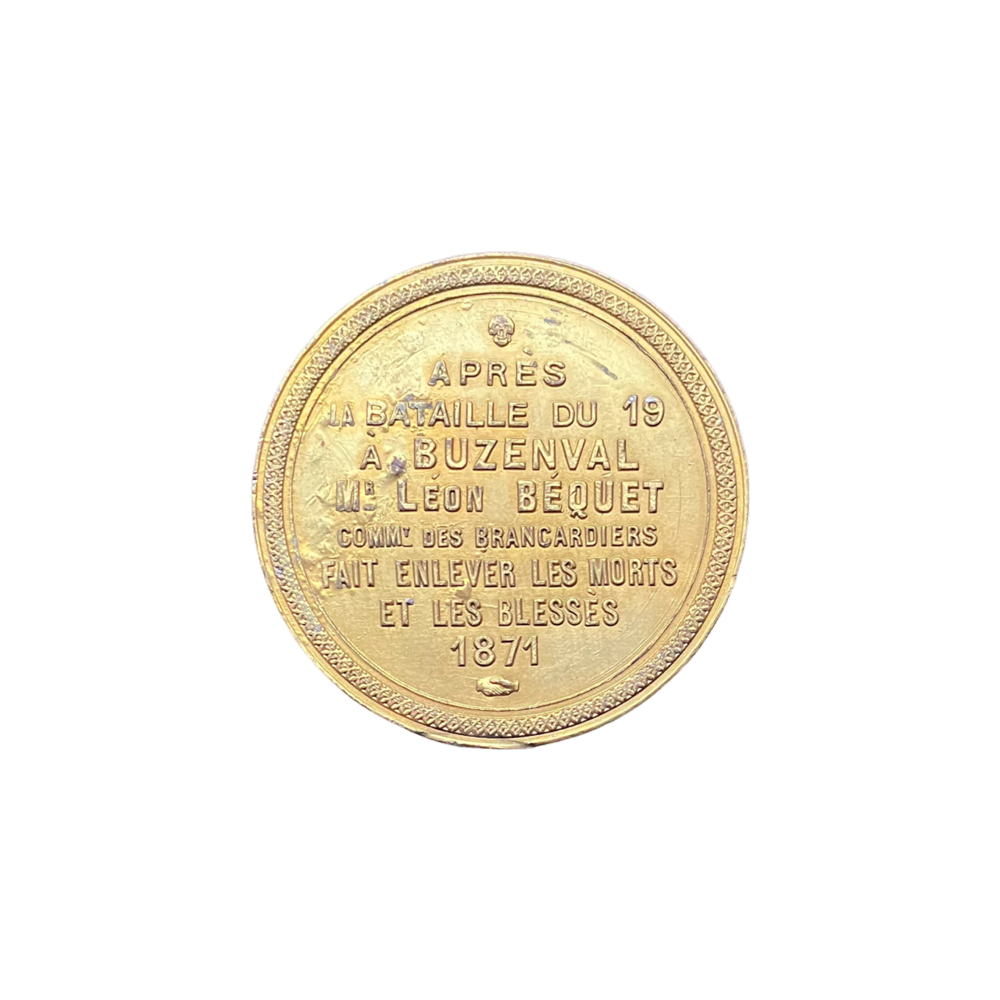 APRÈS
LA BATAILLE DU 19
À BUZENVAL
MR LÉON BÉQUET
COMMT DES BRANCARDIERS
FAIT ENLEVER LES MORTS
ET LES BLESSÈS
1871